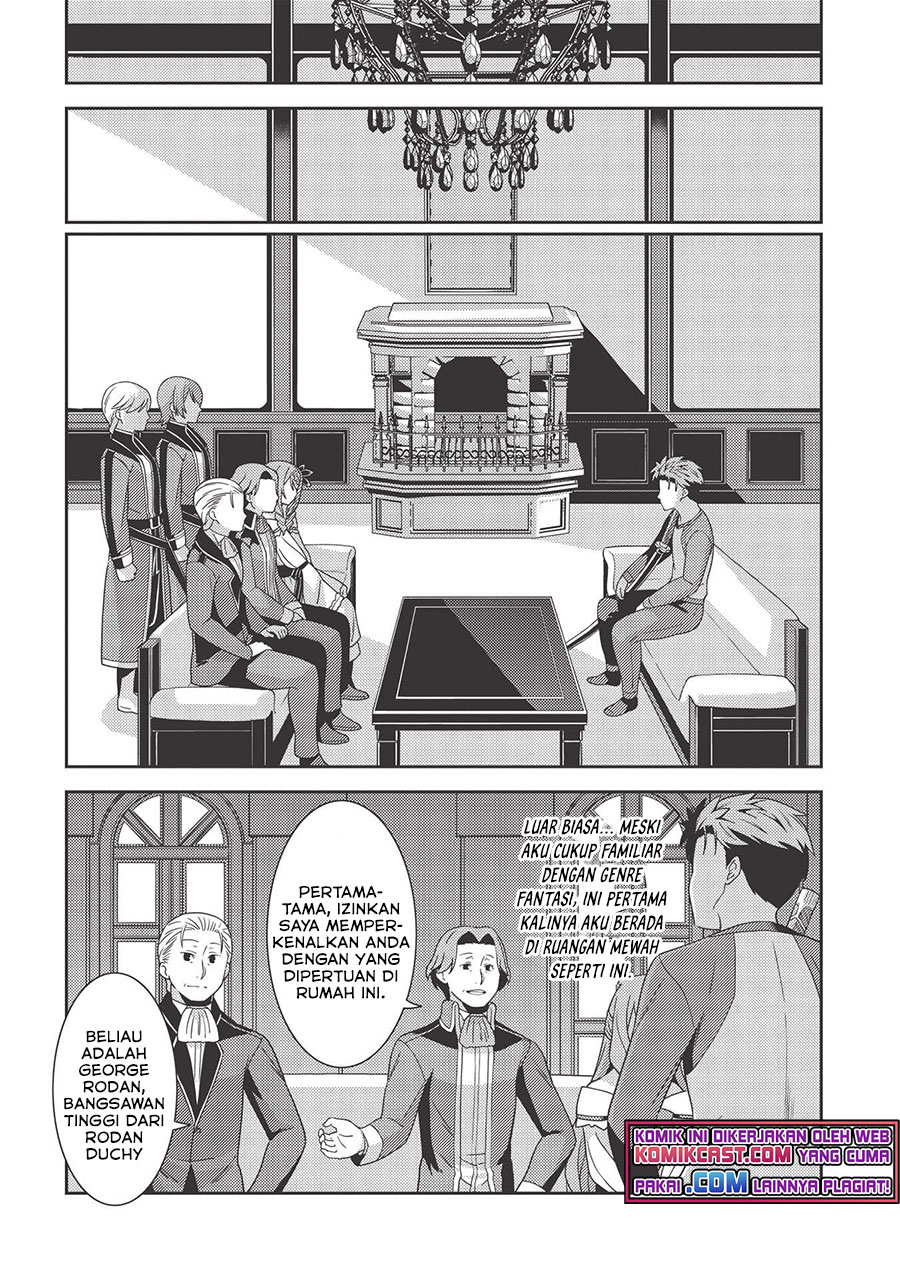 LUAR BIASA... MESKI
AKU CUKUP FAMILIAR
DENGAN GENRE
FANTASI, INI PERTAMA
KALINYA AKU BERADA
DI RUANGAN MEWAH
SEPERTI INI.
PERTAMA-
TAMA, IZINKAN
SAYA MEMPER-
KENALKAN ANDA
DENGAN YANG
DIPERTUAN DI
RUMAH INI.
BELIAU
ADALAH
GEORGE
RODAN,
BANGSAWAN
TINGGI DARI
RODAN
DUCHY
KOMIK INI DIKERJAKAN OLEH WEB
KOMIKCAST.COM YANG CUMA
PAKAI .COM LAINNYA PLAGIAT!